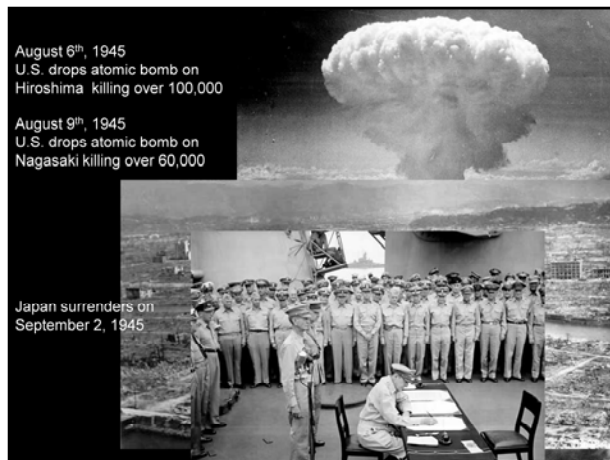 August 6th, 1945
U.S. drops atomic bomb on
Hiroshima killing over 100,000
August 9th, 1945
U.S. drops atomic bomb on
Nagasaki killing over 60,000
Japan surrenders on
September 2, 1945